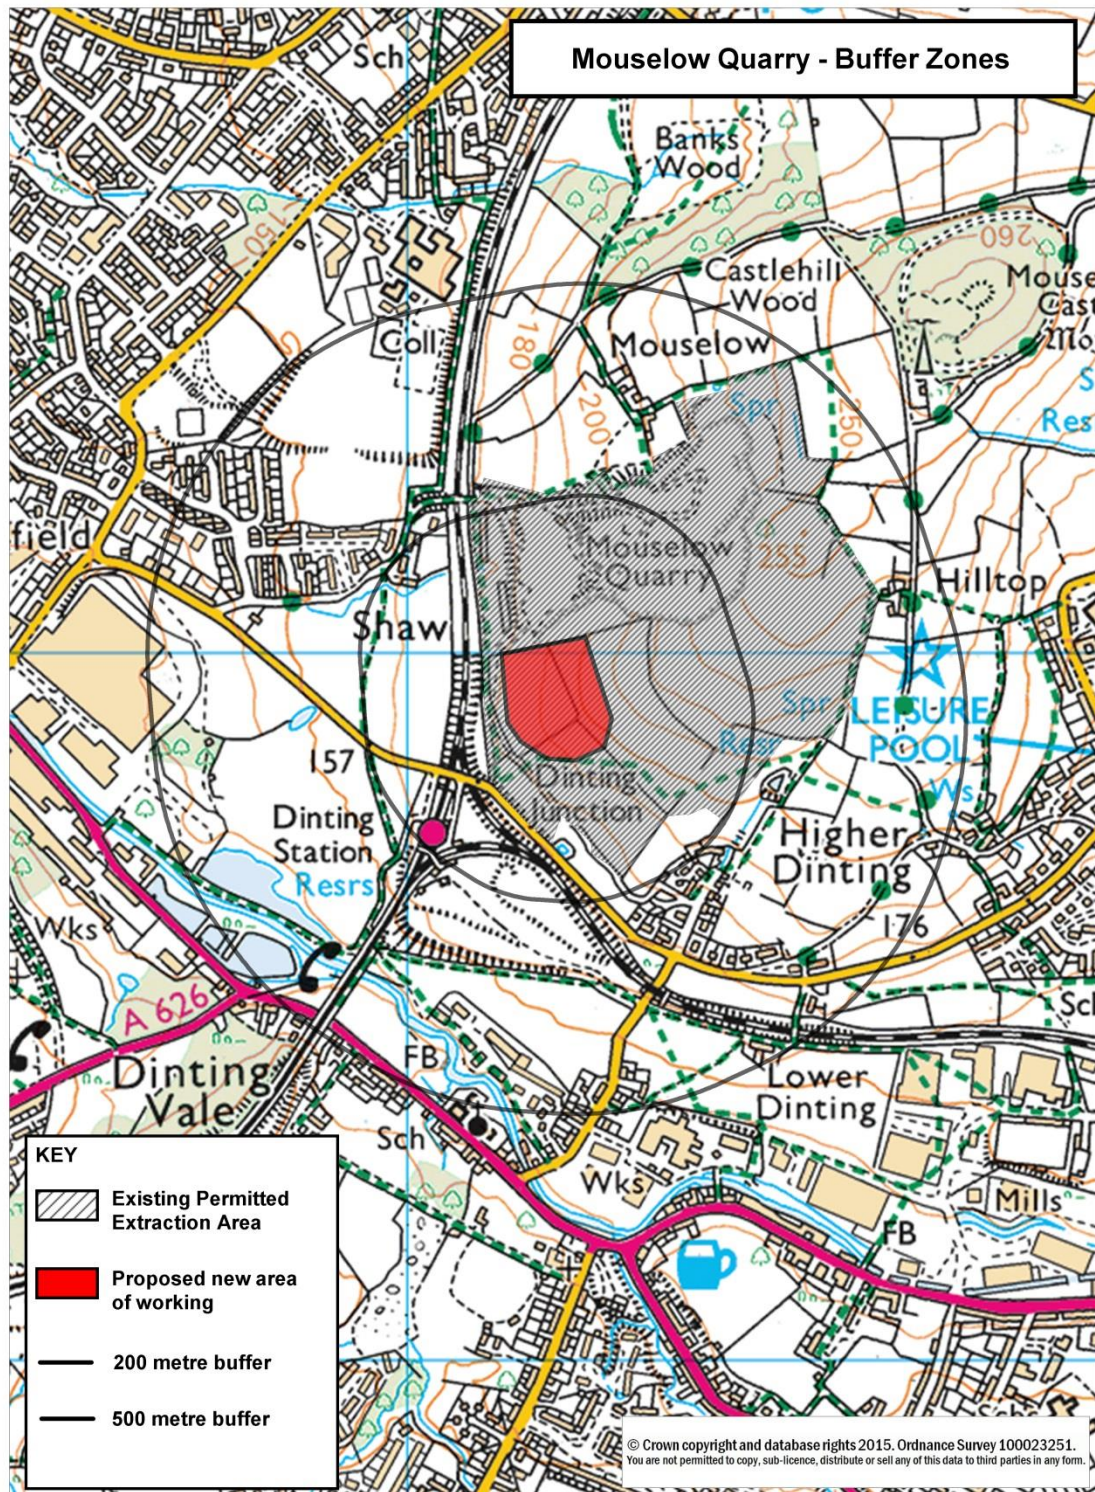 Mouselow Quarry - Buffer Zones
Sch
Banks
Wood
150
260
Castlehill
Wood
Mouse
Cast
Coll
180
Mouselow
200
Spr
250
Res
field
Mouselow
Quarry
255
Hilltop
Shaw
Spr
LEISURE
POOL
Resr
157
Dinting
Junction
Ws
Dinting
Station
Resrs
Higher
Dinting
176
Wks
A 626
Sch
FB
Dinting
Vale
Lower
Dinting
Sch
Wks
Mills
FB
KEY
Existing Permitted
Extraction Area
Proposed new area
of working
200 metre buffer
500 metre buffer
© Crown copyright and database rights 2015. Ordnance Survey 100023251.
You are not permitted to copy, sub-licence, distribute or sell any of this data to third parties in any form.